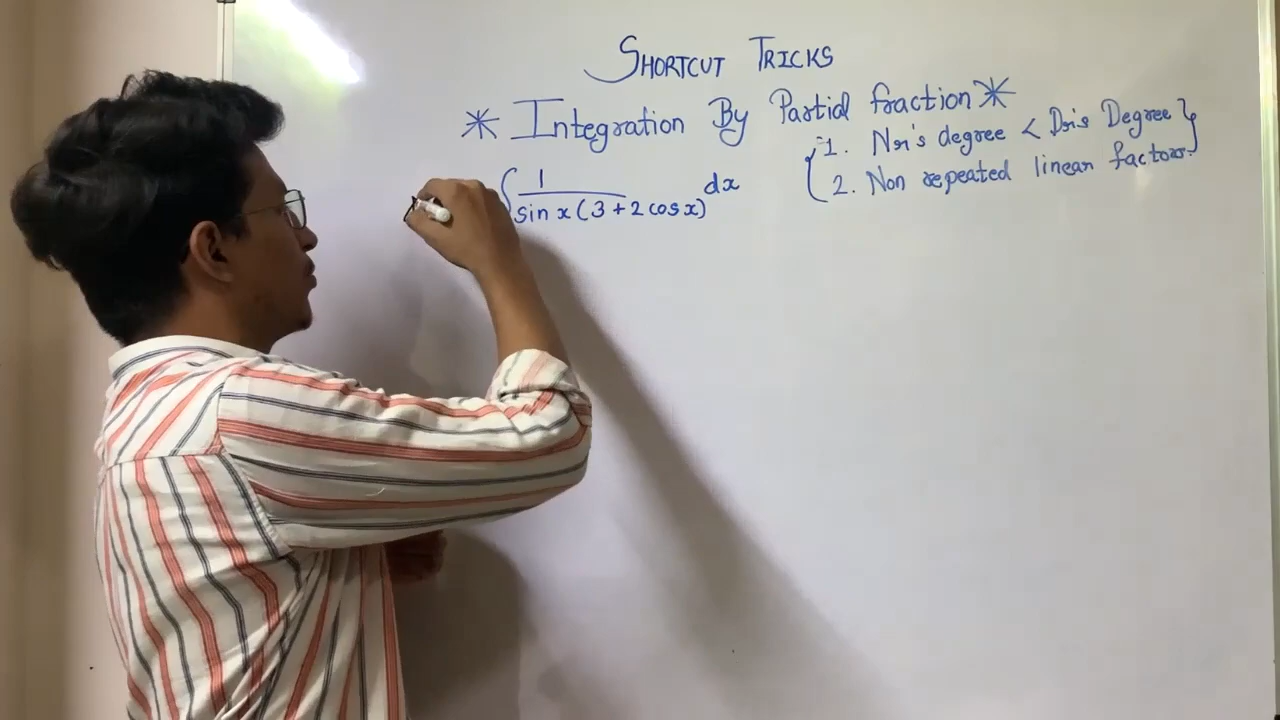 SHORTCUT TRICKS
* Integration By Partial fraction *
1. Nr's degree < Dr's Degree
2. Non repeated linear factors.
∫ 1 / sin x (3 + 2 cos x) dx